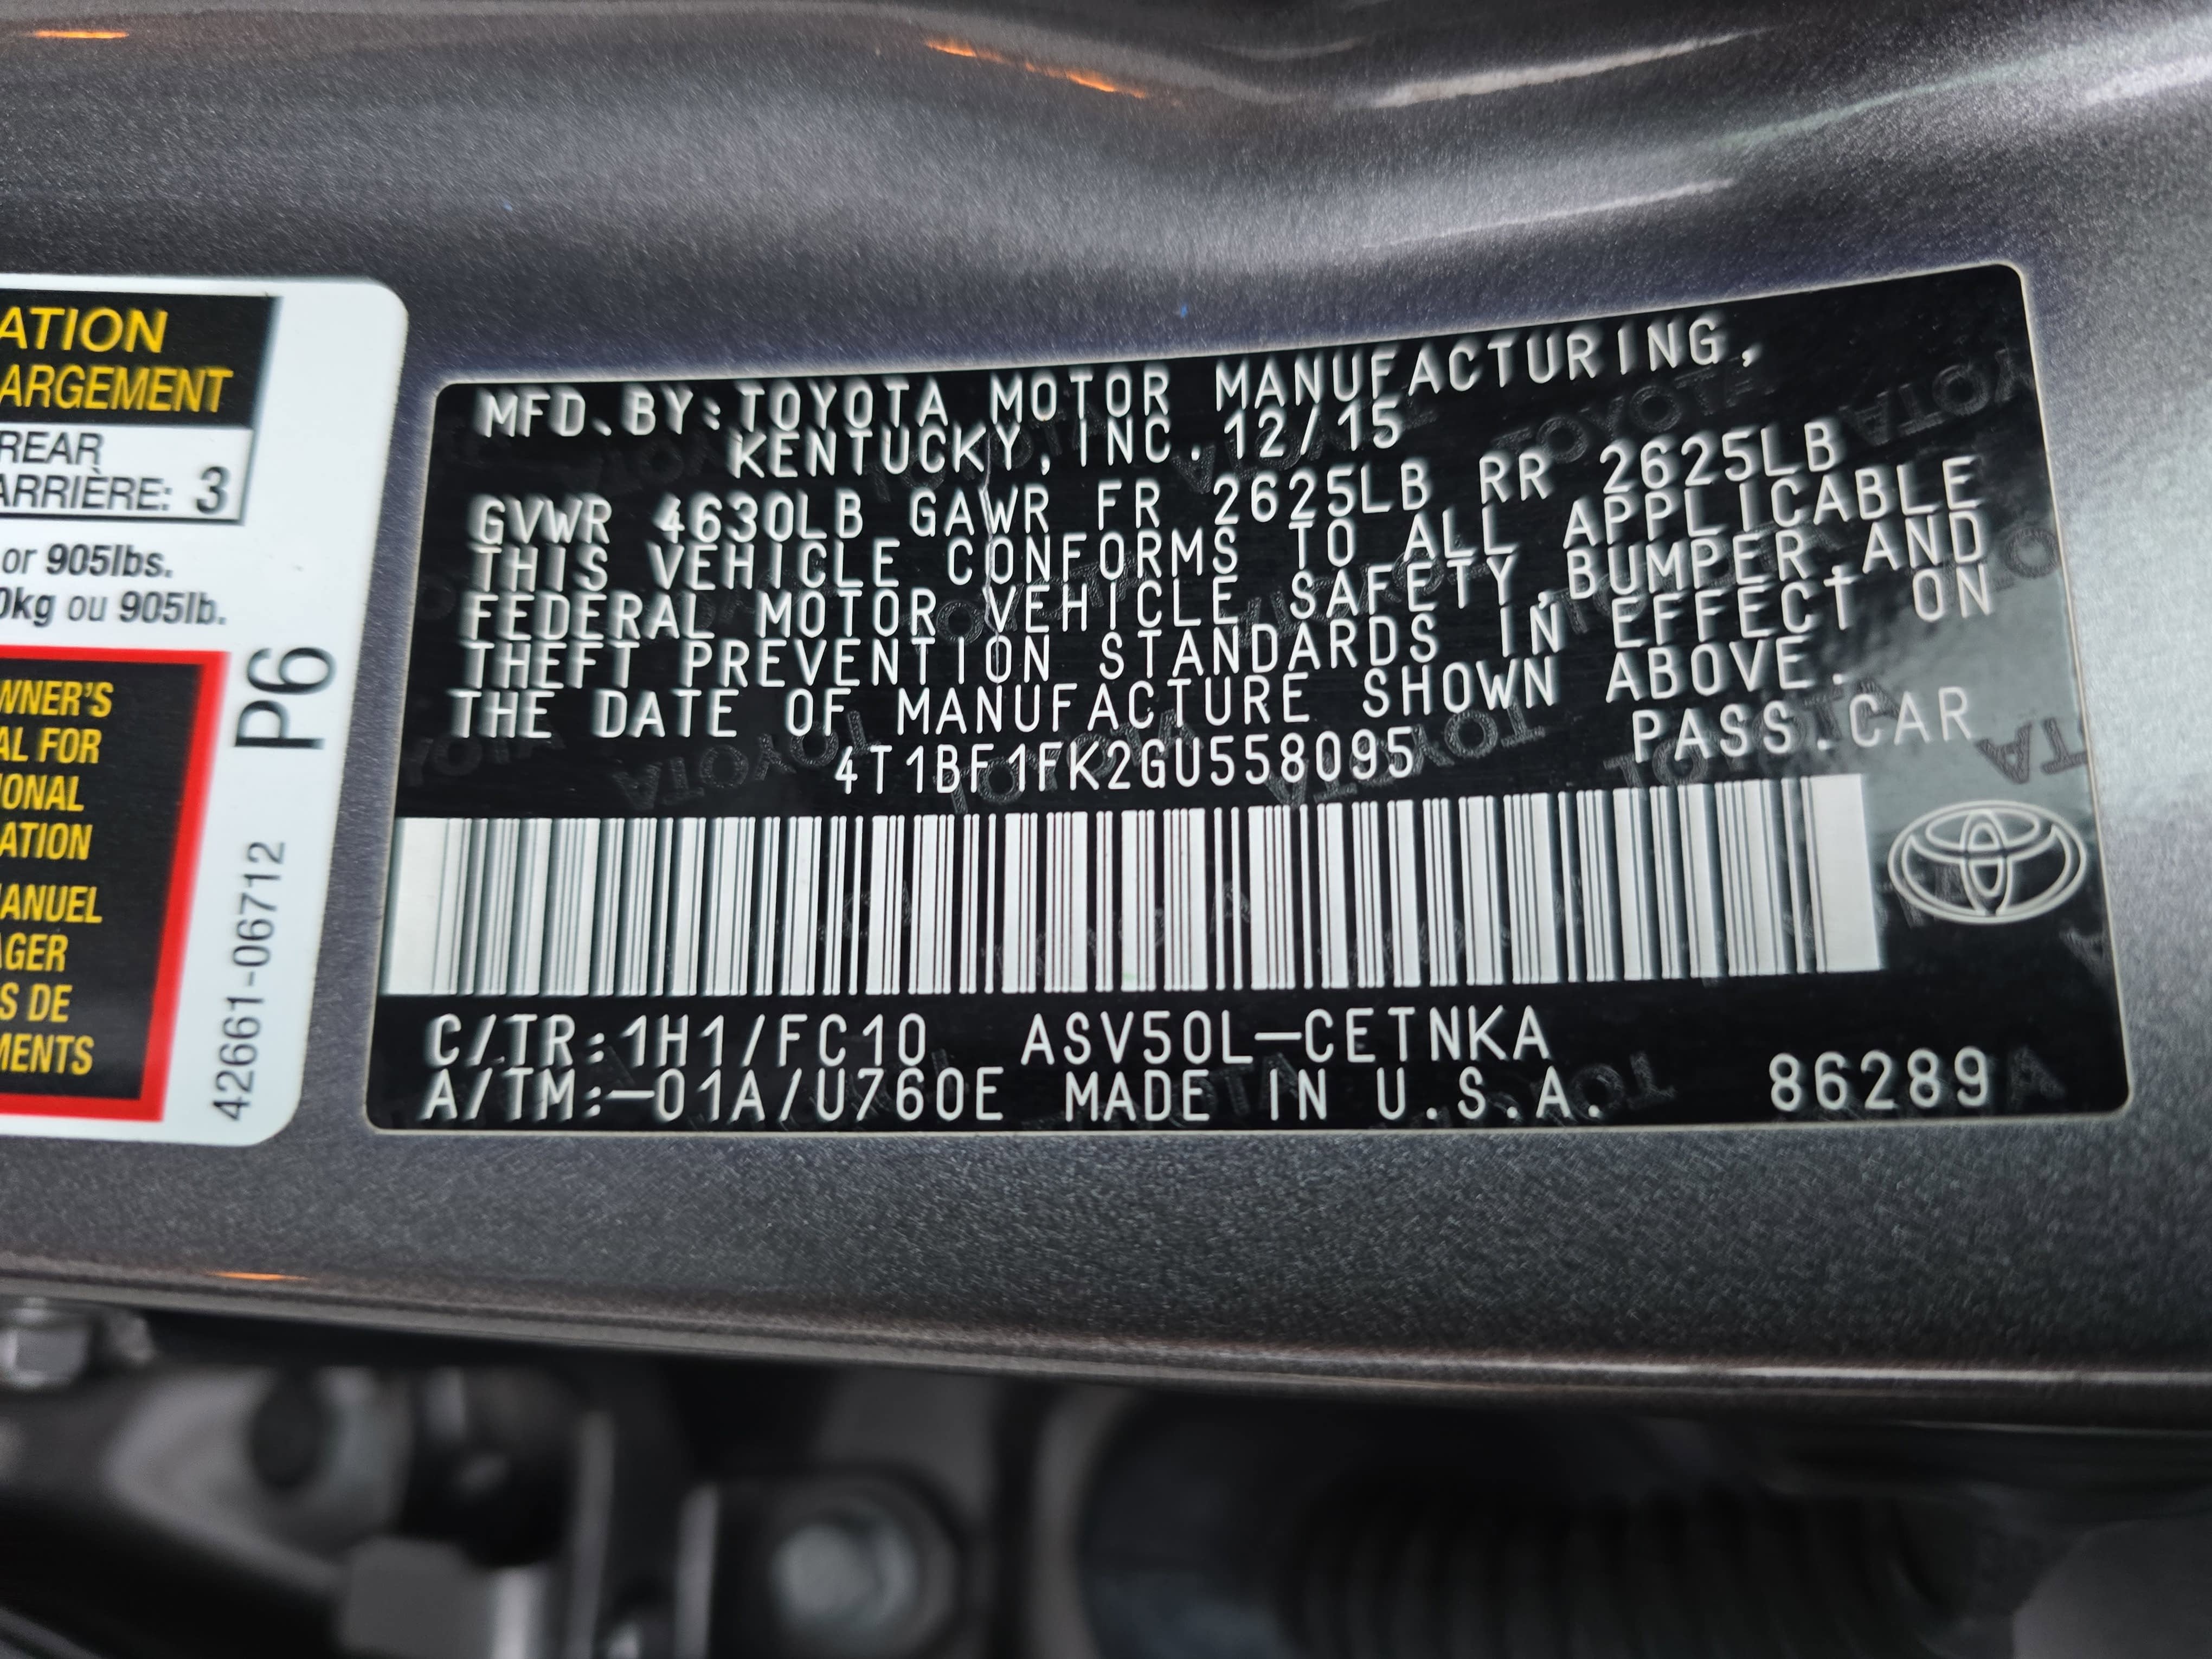 ATION
ARGEMENT
REAR
ARRIÈRE: 3
or 905lbs.
0kg ou 905lb.
WNER'S
AL FOR
IONAL
ATION
MANUEL
AGER
S DE
MENTS
P6
42661-06712
MFD.BY:TOYOTA MOTOR MANUFACTURING,
KENTUCKY,INC.12/15
GVWR 4630LB GAWR FR 2625LB RR 2625LB
THIS VEHICLE CONFORMS TO ALL APPLICABLE
FEDERAL MOTOR VEHICLE SAFETY,BUMPER,AND
THEFT PREVENTION STANDARDS IN EFFECT ON
THE DATE OF MANUFACTURE SHOWN ABOVE.
4T1BF1FK2GU558095 PASS.CAR
C/TR:1H1/FC10 ASV50L-CETNKA
A/TM:-01A/U760E MADE IN U.S.A. 86289